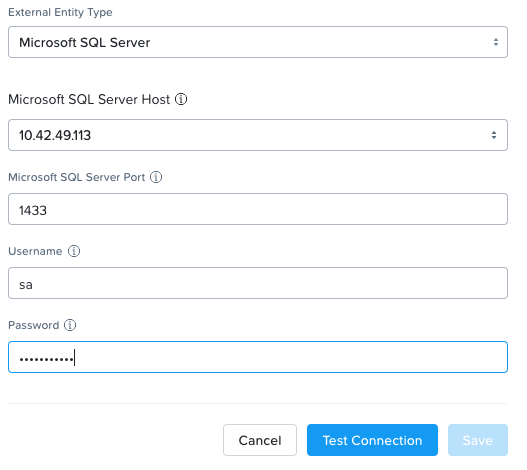 External Entity Type
Microsoft SQL Server
Microsoft SQL Server Host ⓘ
10.42.49.113
Microsoft SQL Server Port ⓘ
1433
Username ⓘ
sa
Password ⓘ
•••••••••••
Cancel Test Connection Save